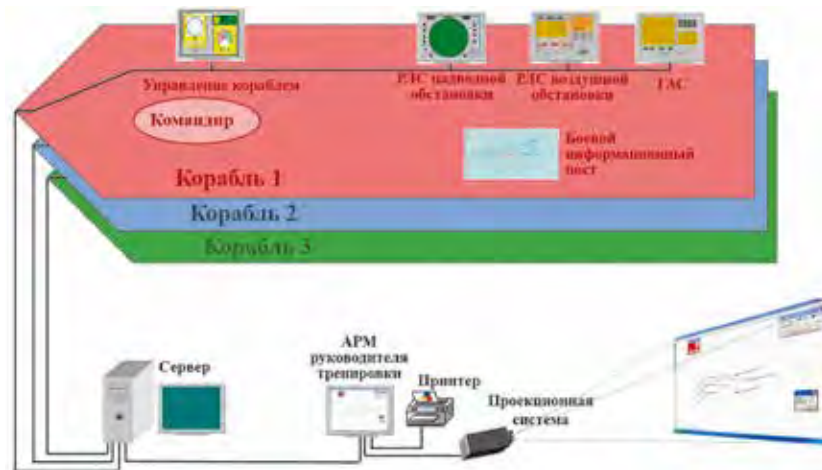 Управление кораблем
РЛС надводной
обстановки
РЛС воздушной
обстановки
ГАС
Командир
Боевой
информационный
пост
Корабль 1
Корабль 2
Корабль 3
Сервер
АРМ
руководителя
тренировки
Принтер
Проекционная
система